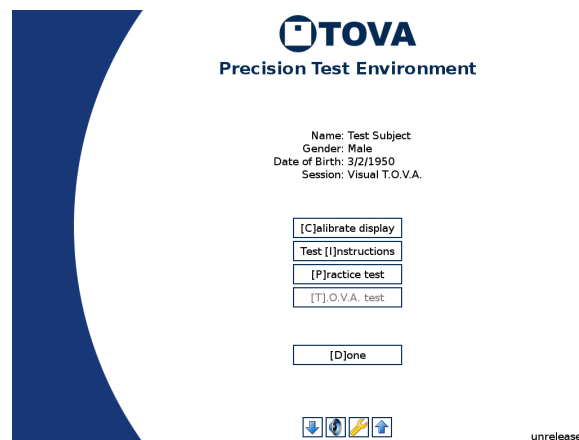 TOVA
Precision Test Environment
Name: Test Subject
Gender: Male
Date of Birth: 3/2/1950
Session: Visual T.O.V.A.
[C]alibrate display
Test [I]nstructions
[P]ractice test
[T].O.V.A. test
[D]one
unrelease